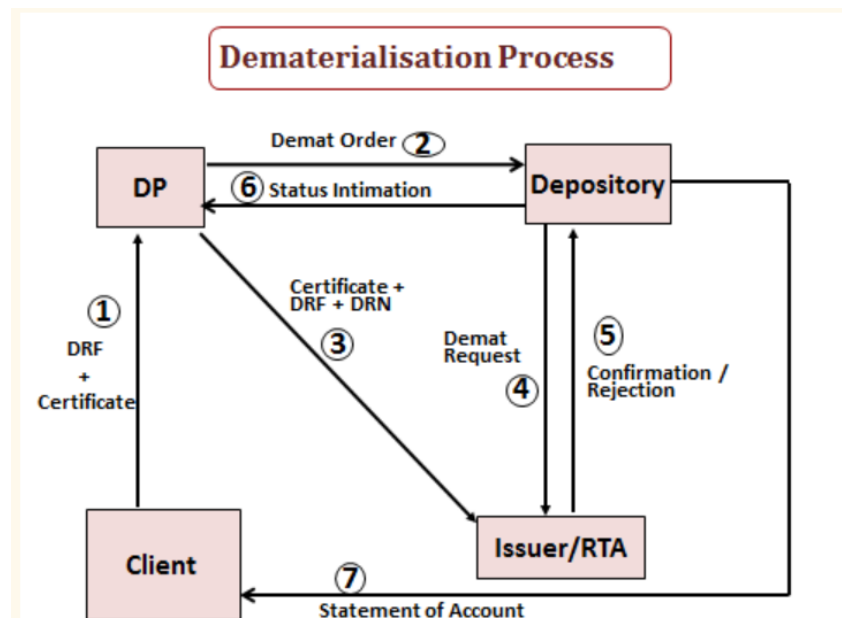 Dematerialisation Process
Demat Order 2
DP
Depository
6 Status Intimation
Certificate +
DRF + DRN
3
1
DRF
+
Certificate
Demat
Request
4
5
Confirmation /
Rejection
Client
Issuer/RTA
7
Statement of Account